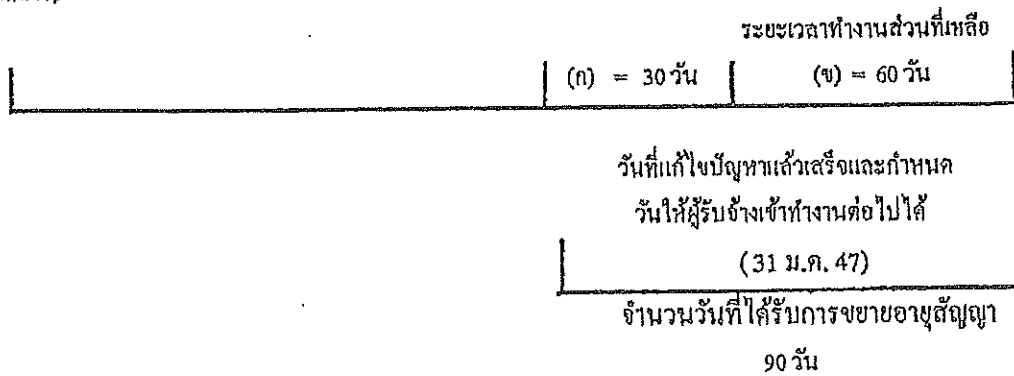 ระยะเวลาทำงานส่วนที่เหลือ
(ก) = 30 วัน (ข) = 60 วัน
วันที่แก้ไขปัญหาแล้วเสร็จและกำหนด
วันให้ผู้รับจ้างเข้าทำงานต่อไปได้
(31 ม.ค. 47)
จำนวนวันที่ได้รับการขยายอายุสัญญา
90 วัน